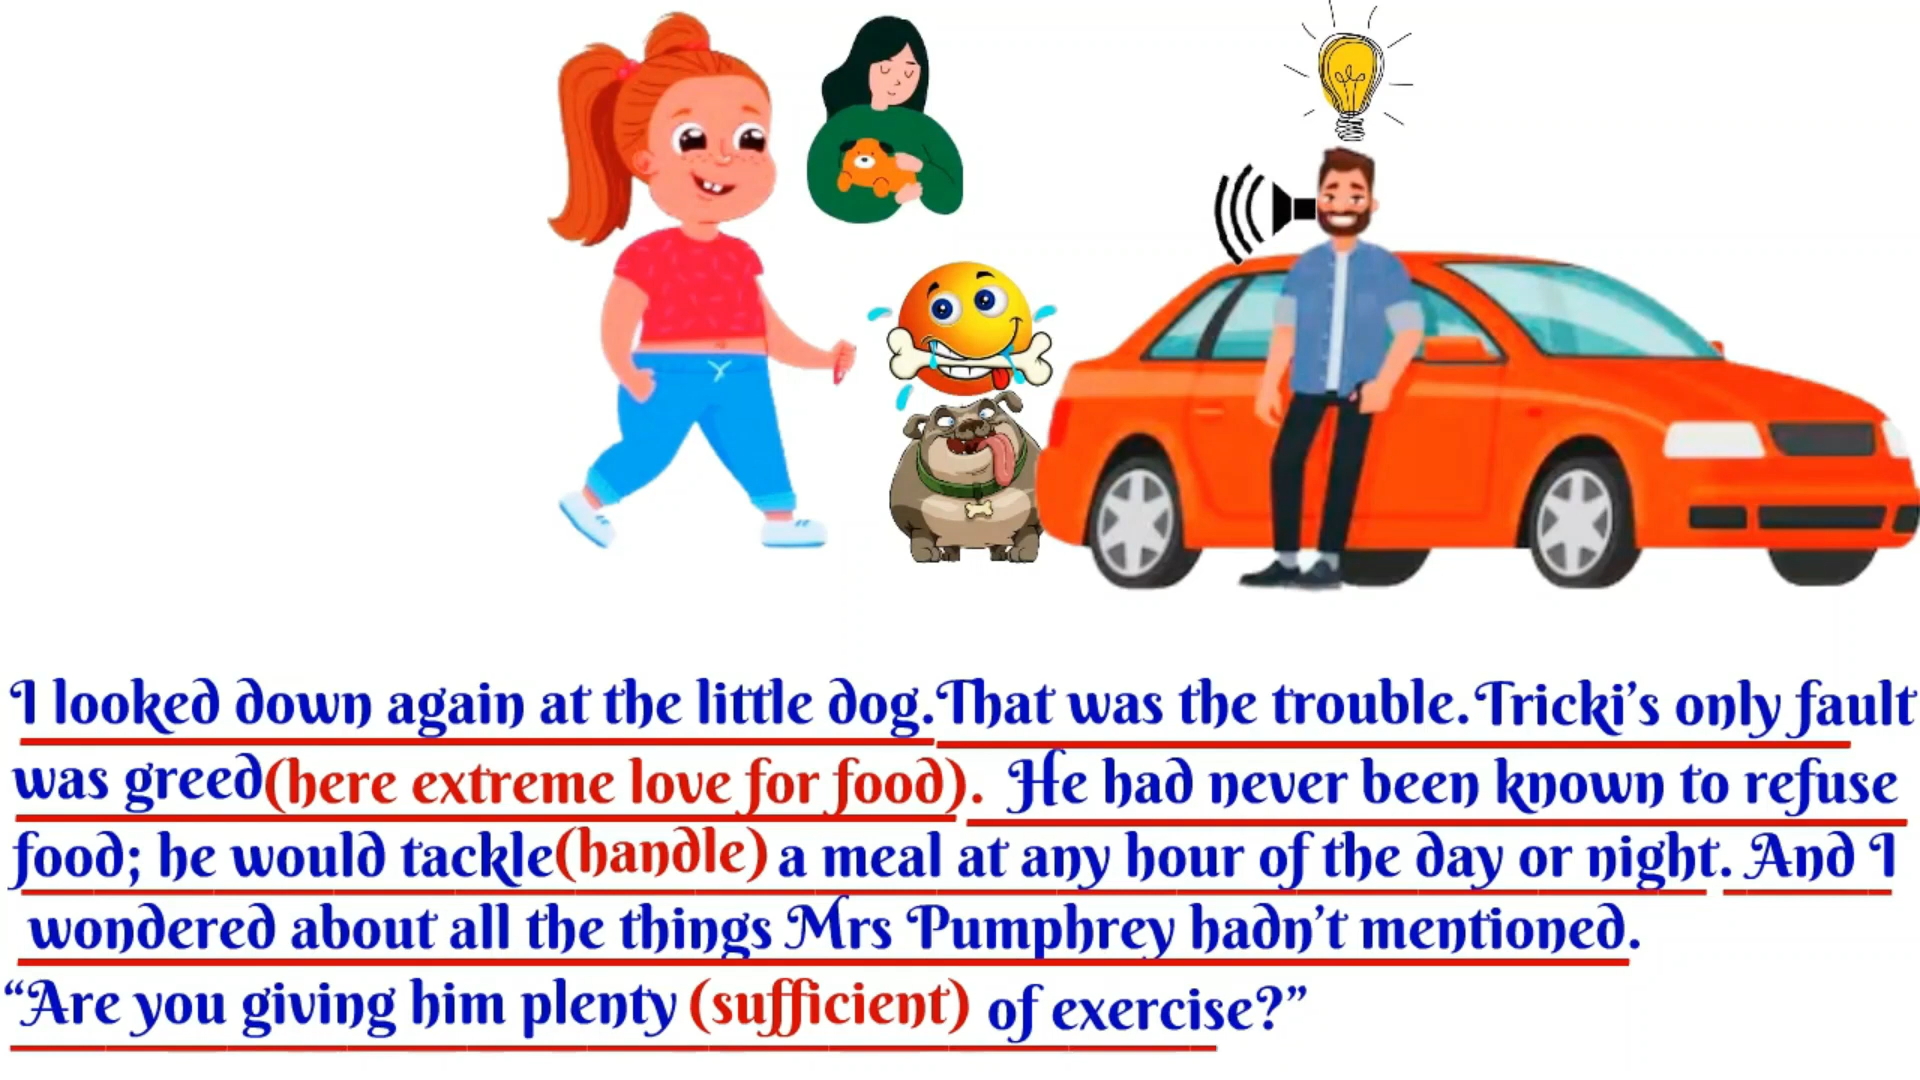 I looked down again at the little dog.That was the trouble.Tricki's only fault
was greed(here extreme love for food). He had never been known to refuse
food; he would tackle(handle) a meal at any hour of the day or night. And I
wondered about all the things Mrs Pumphrey hadn't mentioned.
“Are you giving him plenty (sufficient) of exercise?”